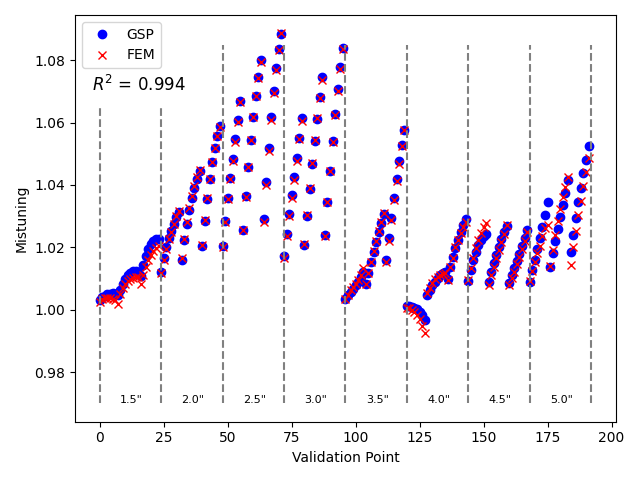 GSP
FEM
R² = 0.994
Mistuning
1.08
1.06
1.04
1.02
1.00
0.98
1.5" 2.0" 2.5" 3.0" 3.5" 4.0" 4.5" 5.0"
0 25 50 75 100 125 150 175 200
Validation Point